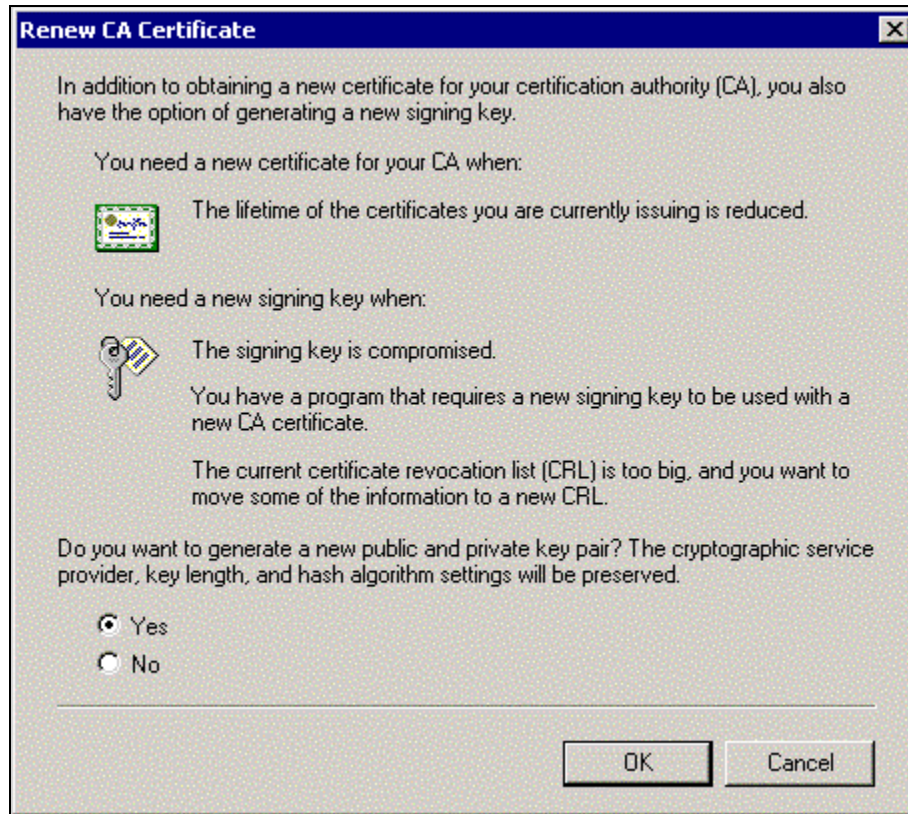 Renew CA Certificate
In addition to obtaining a new certificate for your certification authority (CA), you also
have the option of generating a new signing key.
You need a new certificate for your CA when:
The lifetime of the certificates you are currently issuing is reduced.
You need a new signing key when:
The signing key is compromised.
You have a program that requires a new signing key to be used with a
new CA certificate.
The current certificate revocation list (CRL) is too big, and you want to
move some of the information to a new CRL.
Do you want to generate a new public and private key pair? The cryptographic service
provider, key length, and hash algorithm settings will be preserved.
Yes
No
OK Cancel